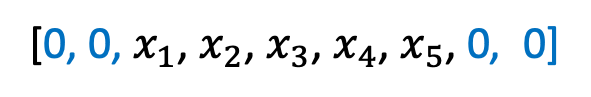 [0, 0, x₁, x₂, x₃, x₄, x₅, 0, 0]